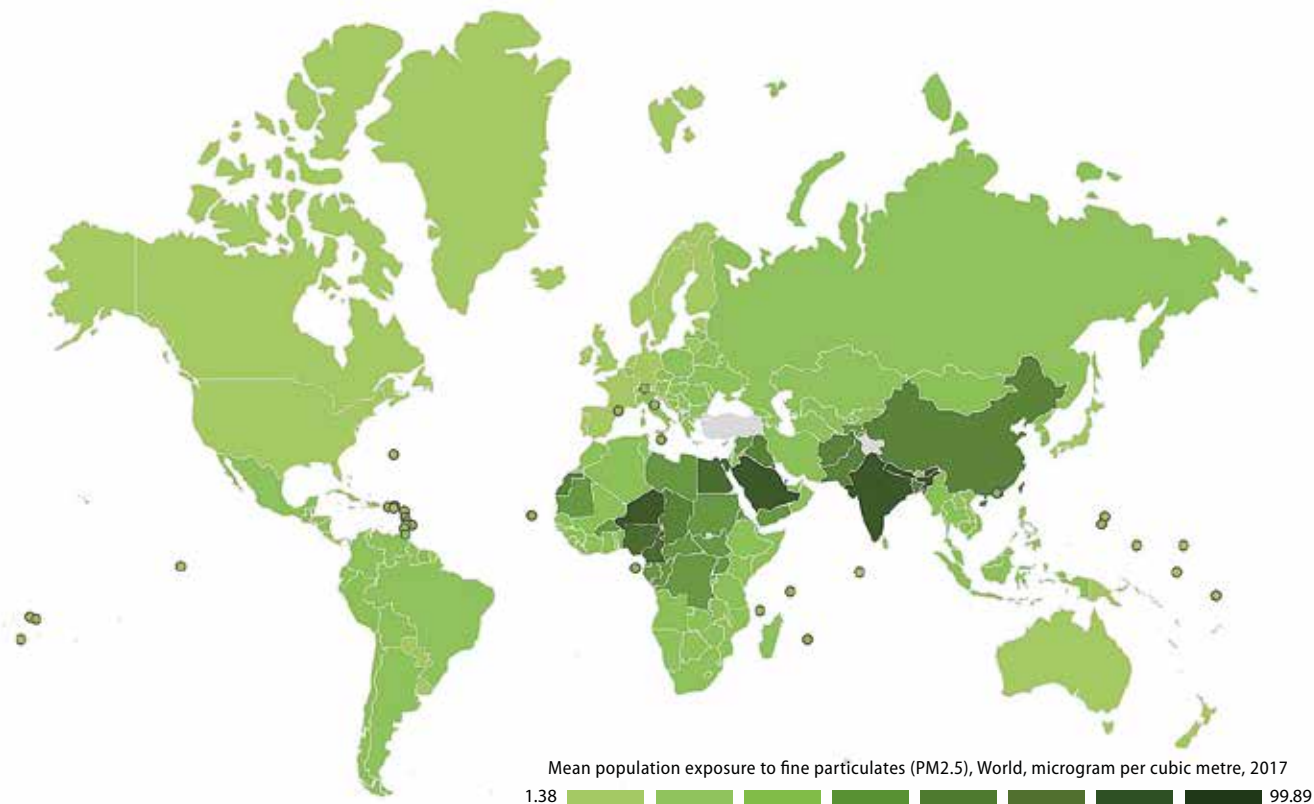 Mean population exposure to fine particulates (PM2.5), World, microgram per cubic metre, 2017
1.38 99.89